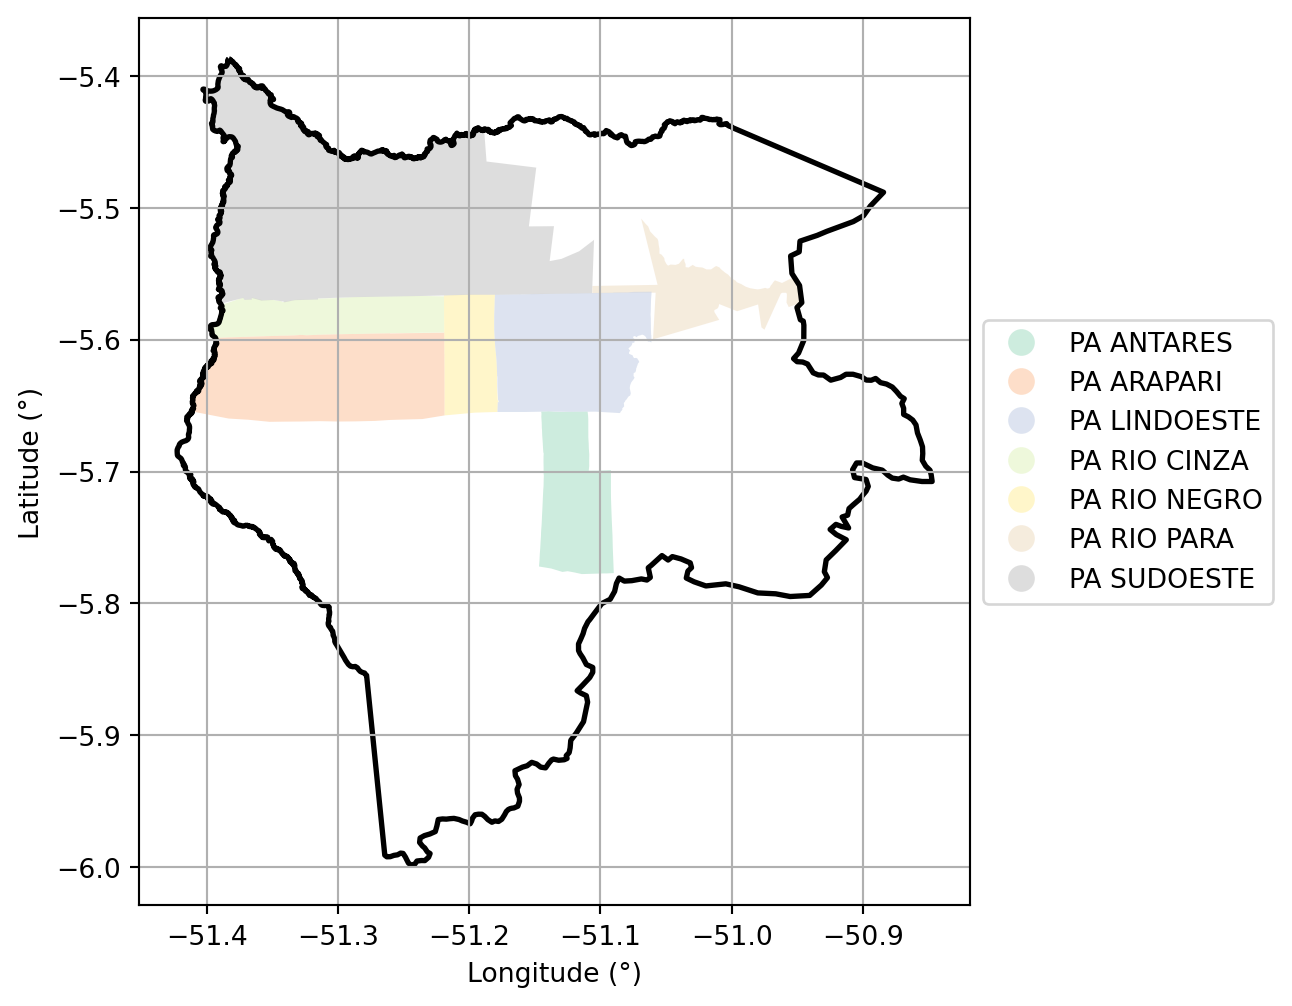 −5.4
−5.5
−5.6
−5.7
−5.8
−5.9
−6.0
Latitude (°)
−51.4 −51.3 −51.2 −51.1 −51.0 −50.9
Longitude (°)
PA ANTARES
PA ARAPARI
PA LINDOESTE
PA RIO CINZA
PA RIO NEGRO
PA RIO PARA
PA SUDOESTE